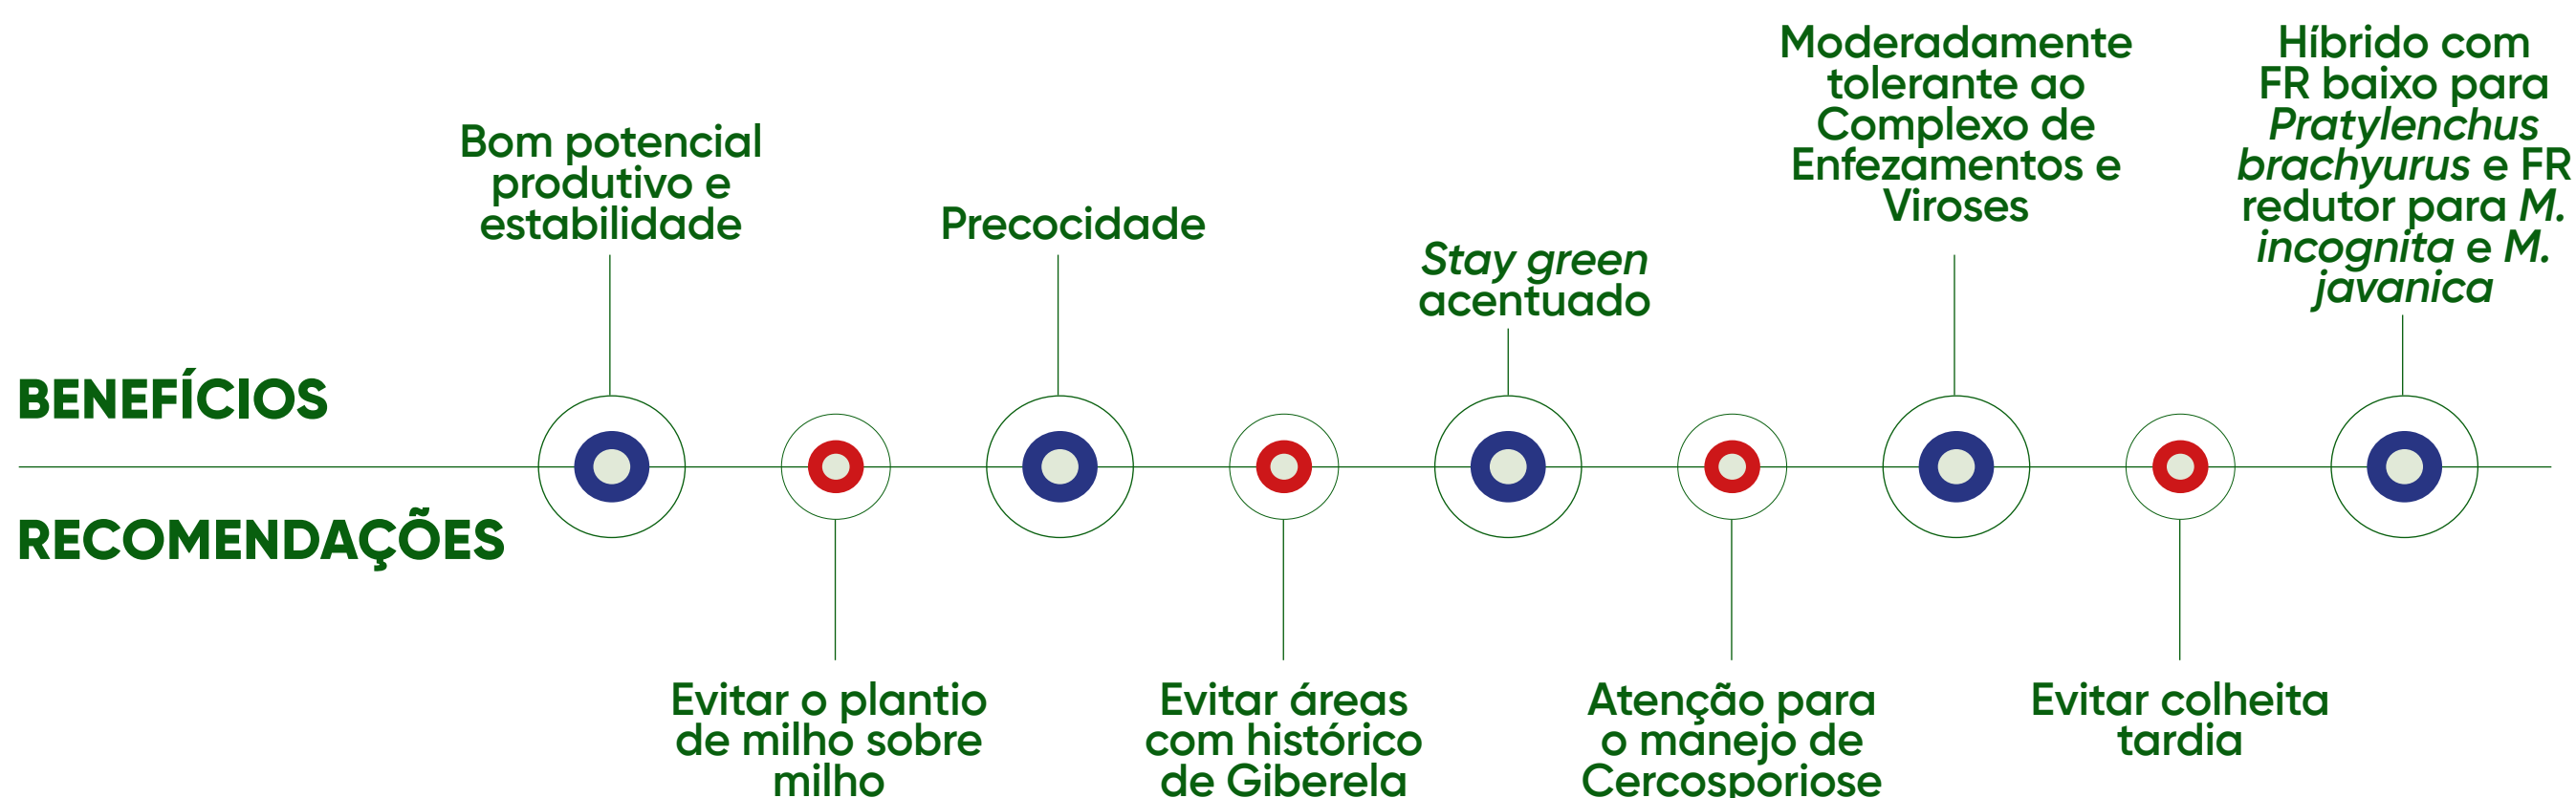 BENEFÍCIOS
Bom potencial
produtivo e
estabilidade
Precocidade
Stay green
acentuado
Moderadamente
tolerante ao
Complexo de
Enfezamentos e
Viroses
Híbrido com
FR baixo para
Pratylenchus
brachyurus e FR
redutor para M.
incognita e M.
javanica
RECOMENDAÇÕES
Evitar o plantio
de milho sobre
milho
Evitar áreas
com histórico
de Giberela
Atenção para
o manejo de
Cercosporiose
Evitar colheita
tardia